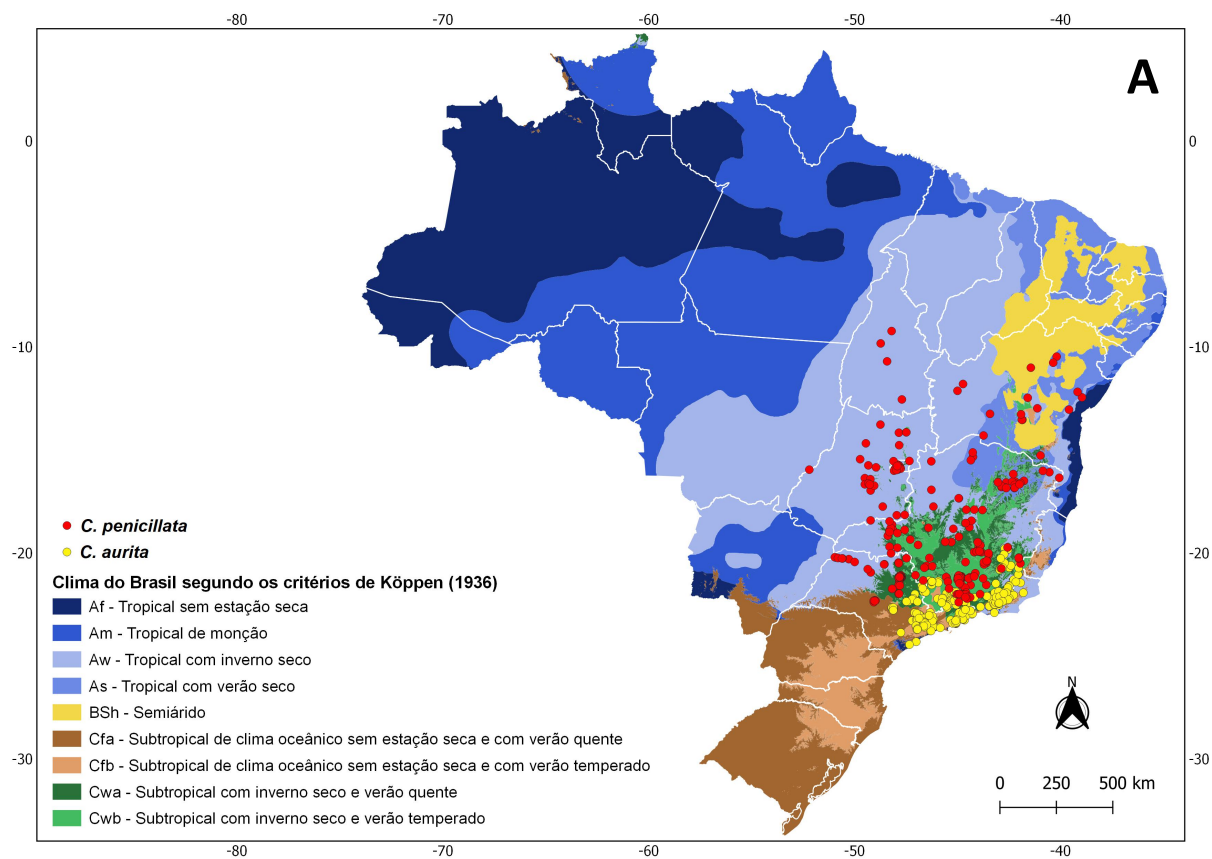 -80 -70 -60 -50 -40
A
0 0
-10 -10
C. penicillata
C. aurita
-20 -20
Clima do Brasil segundo os critérios de Köppen (1936)
Af - Tropical sem estação seca
Am - Tropical de monção
Aw - Tropical com inverno seco
As - Tropical com verão seco
N
BSh - Semiárido
Cfa - Subtropical de clima oceânico sem estação seca e com verão quente
-30 -30
Cfb - Subtropical de clima oceânico sem estação seca e com verão temperado
Cwa - Subtropical com inverno seco e verão quente
0 250 500 km
Cwb - Subtropical com inverno seco e verão temperado
-80 -70 -60 -50 -40